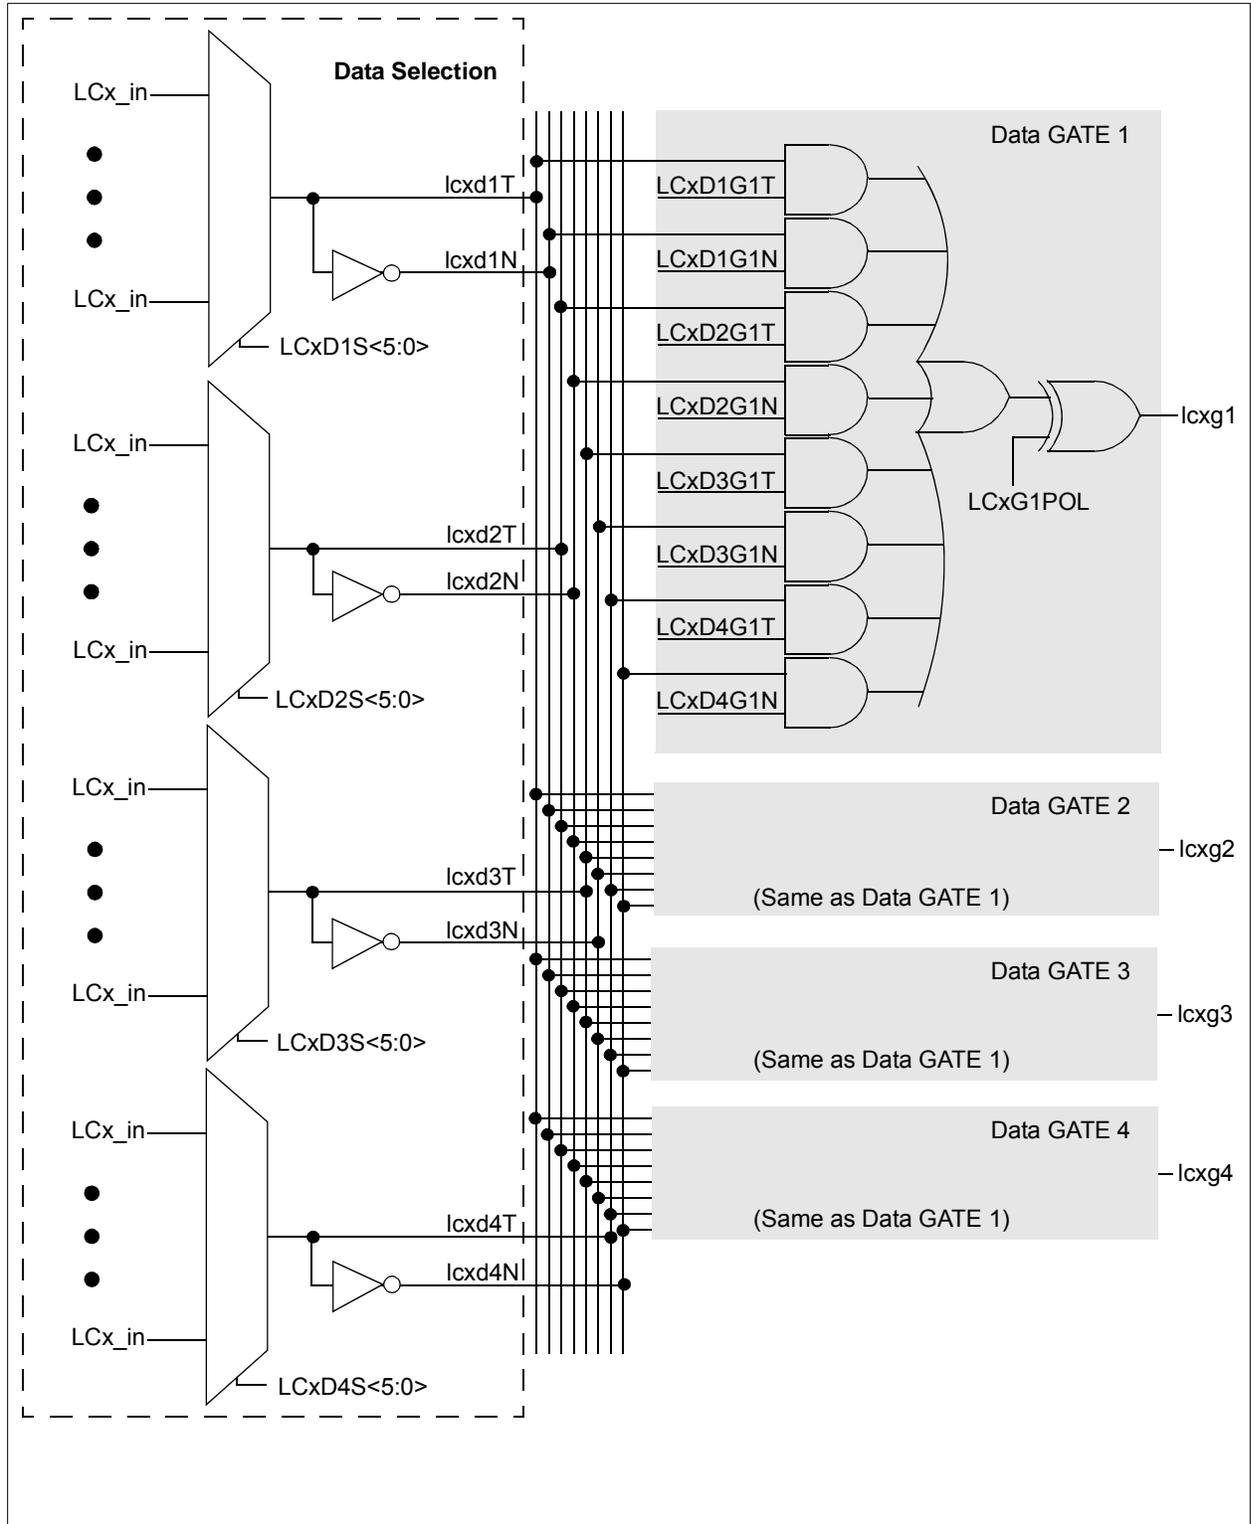 Data Selection
LCx_in
LCx_in
LCxD1S<5:0>
lcxd1T
lcxd1N
LCx_in
LCx_in
LCxD2S<5:0>
lcxd2T
lcxd2N
LCx_in
LCx_in
LCxD3S<5:0>
lcxd3T
lcxd3N
LCx_in
LCx_in
LCxD4S<5:0>
lcxd4T
lcxd4N
Data GATE 1
LCxD1G1T
LCxD1G1N
LCxD2G1T
LCxD2G1N
LCxD3G1T
LCxD3G1N
LCxD4G1T
LCxD4G1N
LCxG1POL
lcxg1
Data GATE 2
(Same as Data GATE 1)
lcxg2
Data GATE 3
(Same as Data GATE 1)
lcxg3
Data GATE 4
(Same as Data GATE 1)
lcxg4